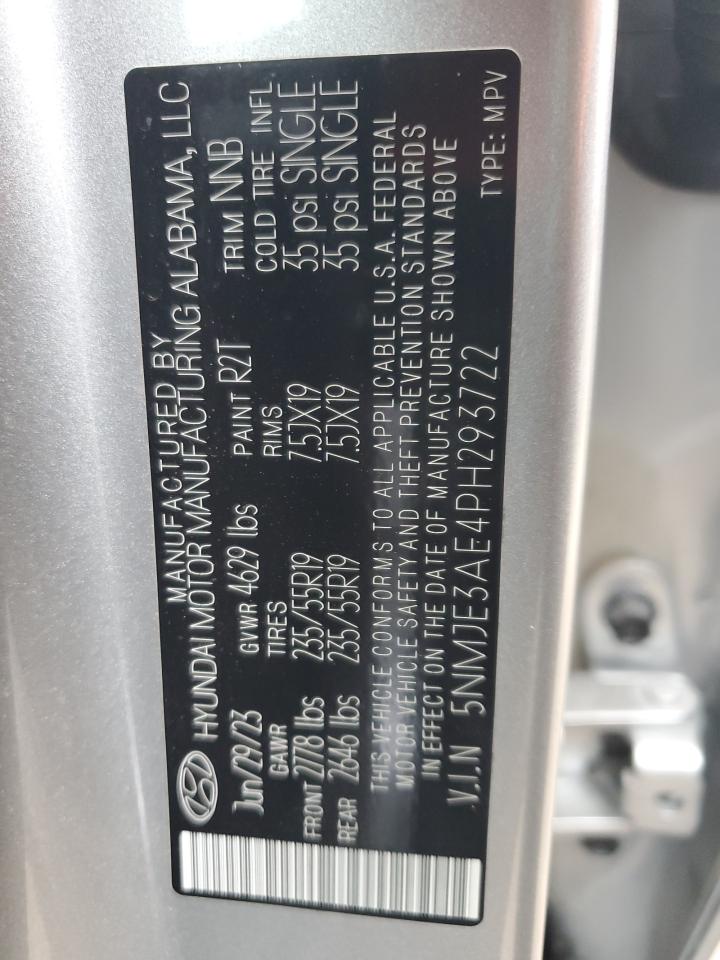 MANUFACTURED BY
HYUNDAI MOTOR MANUFACTURING ALABAMA, LLC
Jun/29/23 GVWR 4629 lbs PAINT R2T TRIM NNB
GAWR TIRES RIMS COLD TIRE INFL
FRONT 2778 lbs 235/55R19 7.5JX19 35 psi SINGLE
REAR 2646 lbs 235/55R19 7.5JX19 35 psi SINGLE
THIS VEHICLE CONFORMS TO ALL APPLICABLE U.S.A. FEDERAL
MOTOR VEHICLE SAFETY AND THEFT PREVENTION STANDARDS
IN EFFECT ON THE DATE OF MANUFACTURE SHOWN ABOVE
V.I.N 5NMJE3AE4PH293722 TYPE: MPV